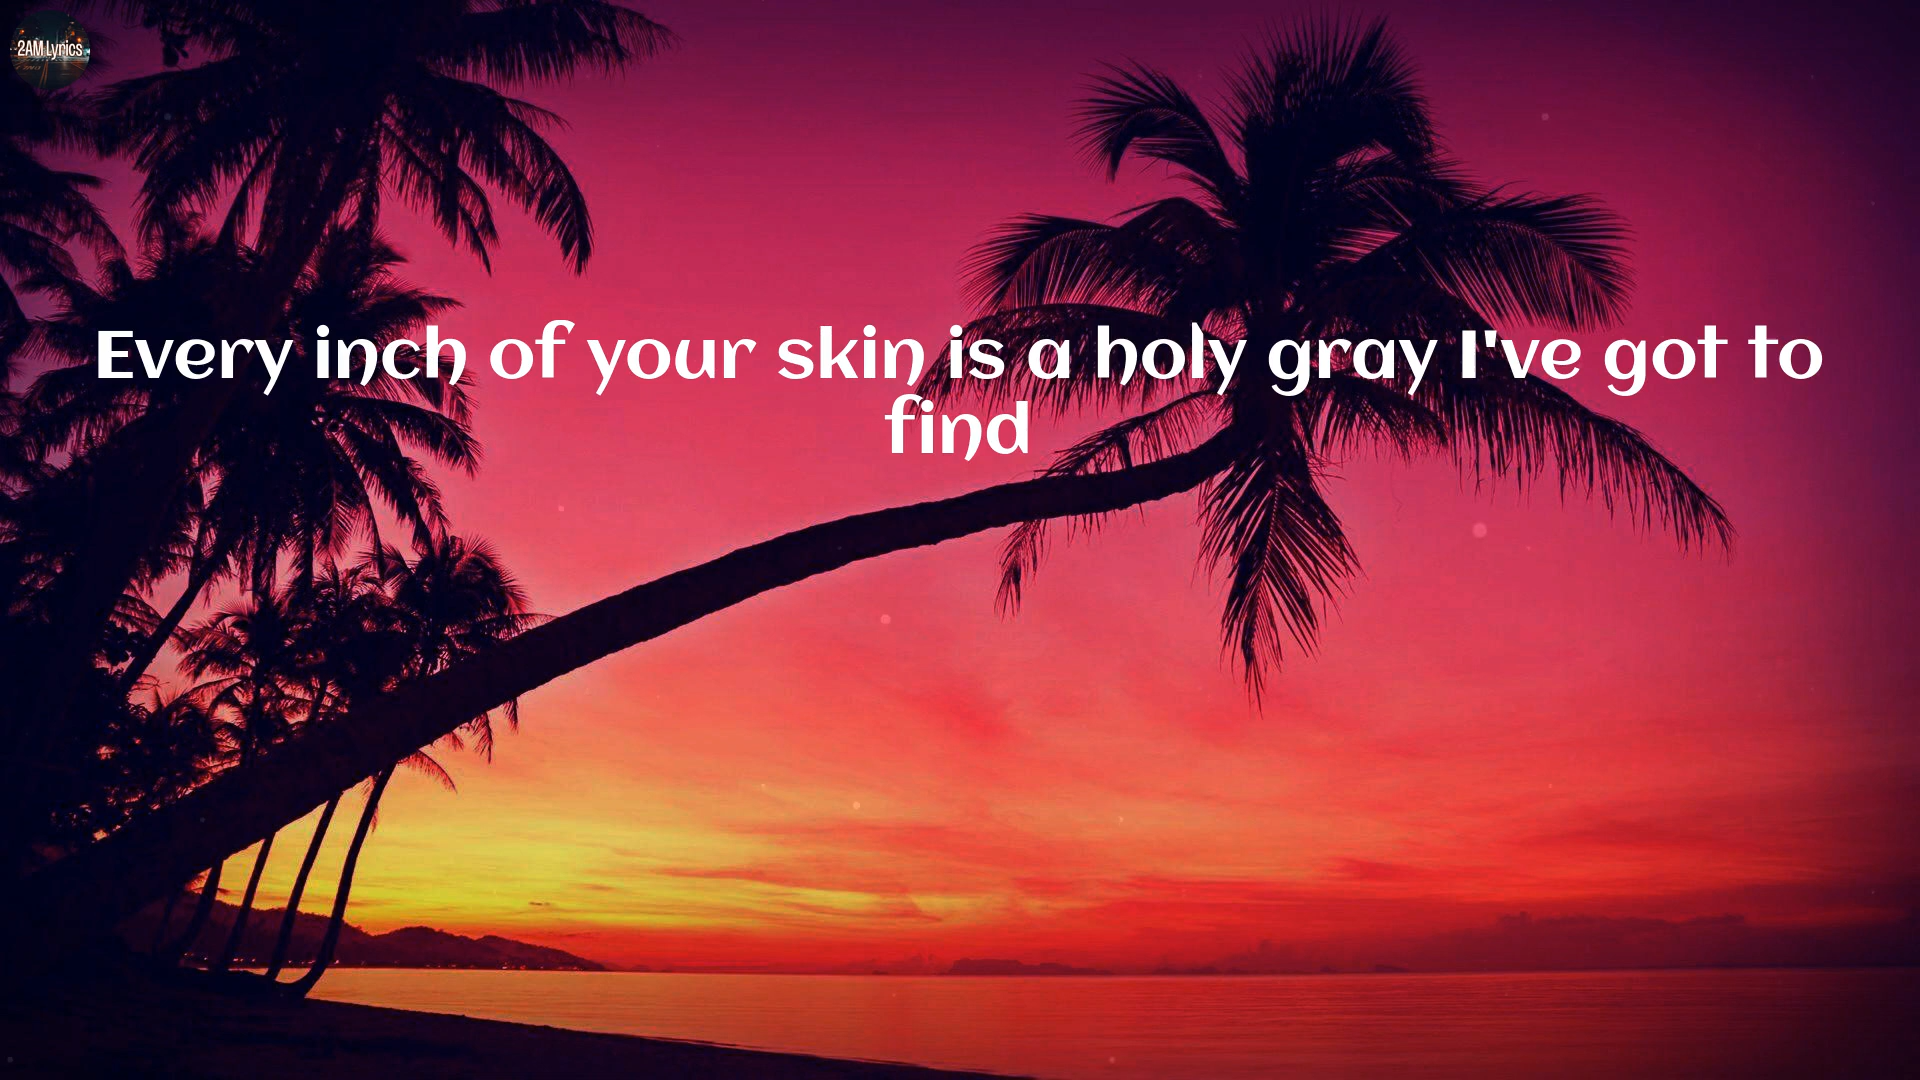 2AM Lyrics
Every inch of your skin is a holy gray I've got to
find